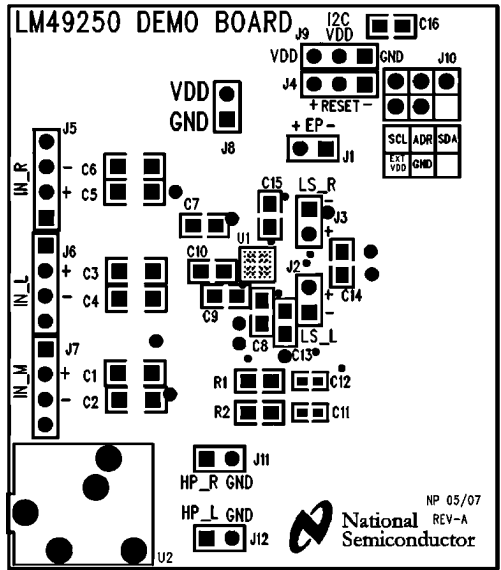 LM49250 DEMO BOARD
I2C
VDD
C16
J9
VDD
GND
J10
J4
+ RESET -
VDD
GND
J8
+ EP -
J1
SCL ADR SDA
EXT VDD GND
J5
IN_R
-
+
C6
C5
C15
LS_R
-
+
J3
C7
U1
J6
IN_L
+
-
C3
C4
C10
C9
J2
+
-
C14
C8
LS_L
C13
J7
IN_M
+
-
C1
C2
R1
C12
R2
C11
J11
HP_R GND
HP_L GND
J12
U2
NP 05/07
National REV-A
Semiconductor